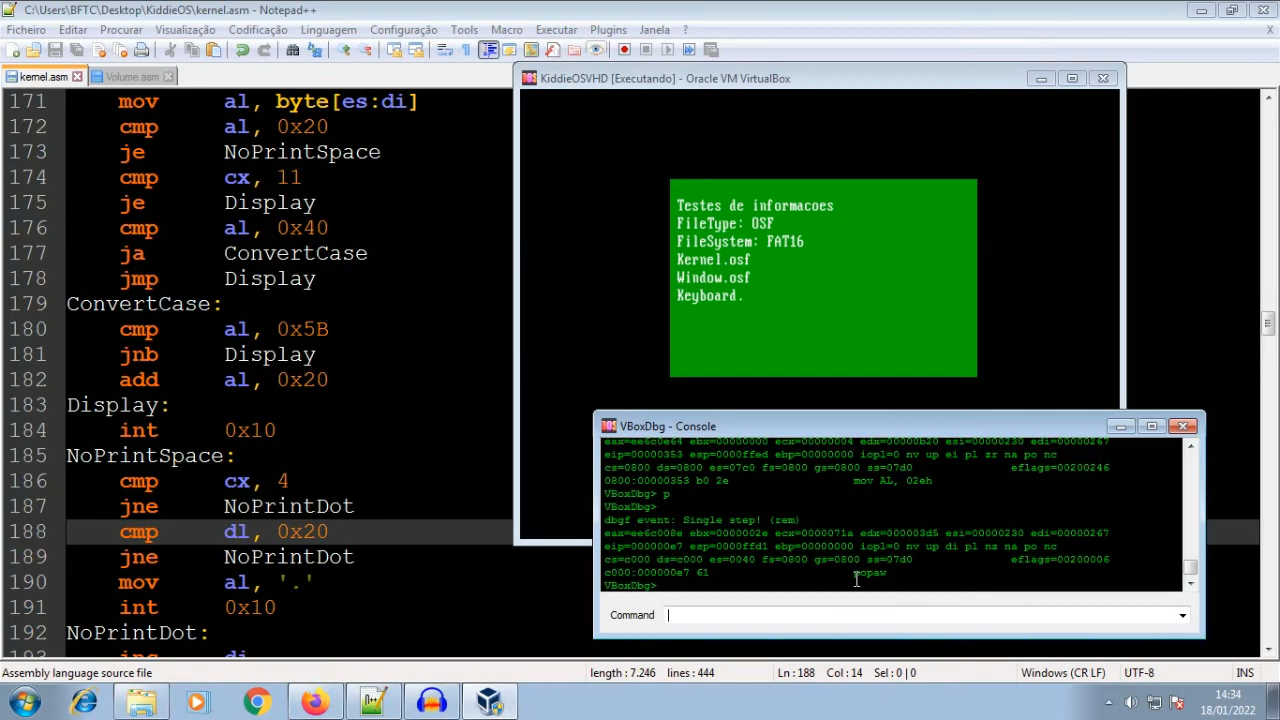 C:\Users\BFTC\Desktop\KiddieOS\kernel.asm - Notepad++
Ficheiro Editar Procurar Visualização Codificação Linguagem Configuração Tools Macro Executar Plugins Janela ? X
kernel.asm Volume.asm
171 mov al, byte[es:di]
172 cmp al, 0x20
173 je NoPrintSpace
174 cmp cx, 11
175 je Display
176 cmp al, 0x40
177 ja ConvertCase
178 jmp Display
179 ConvertCase:
180 cmp al, 0x5B
181 jnb Display
182 add al, 0x20
183 Display:
184 int 0x10
185 NoPrintSpace:
186 cmp cx, 4
187 jne NoPrintDot
188 cmp dl, 0x20
189 jne NoPrintDot
190 mov al, '.'
191 int 0x10
192 NoPrintDot:
193 inc di
KiddieOSVHD [Executando] - Oracle VM VirtualBox
Testes de informacoes
FileType: OSF
FileSystem: FAT16
Kernel.osf
Window.osf
Keyboard.
VBoxDbg - Console
eax=ee6c0e64 ebx=00000000 ecx=00000004 edx=00000b20 esi=00000230 edi=00000267
eip=00000353 esp=0000ffed ebp=00000000 iopl=0 nv up ei pl zr na po nc
cs=0800 ds=0800 es=07c0 fs=0800 gs=0800 ss=07d0 eflags=00200246
0800:00000353 b0 2e mov AL, 02eh
VBoxDbg> p
VBoxDbg>
dbgf event: Single step! (rem)
eax=ee6c008e ebx=0000002e ecx=0000071a edx=000003d5 esi=00000230 edi=00000267
eip=000000e7 esp=0000ffd1 ebp=00000000 iopl=0 nv up di pl nz na po nc
cs=c000 ds=c000 es=0040 fs=0800 gs=0800 ss=07d0 eflags=00200006
c000:000000e7 61 popaw
VBoxDbg>
Command
Assembly language source file length : 7.246 lines : 444 Ln : 188 Col : 14 Sel : 0 | 0 Windows (CR LF) UTF-8 INS
14:34
18/01/2022